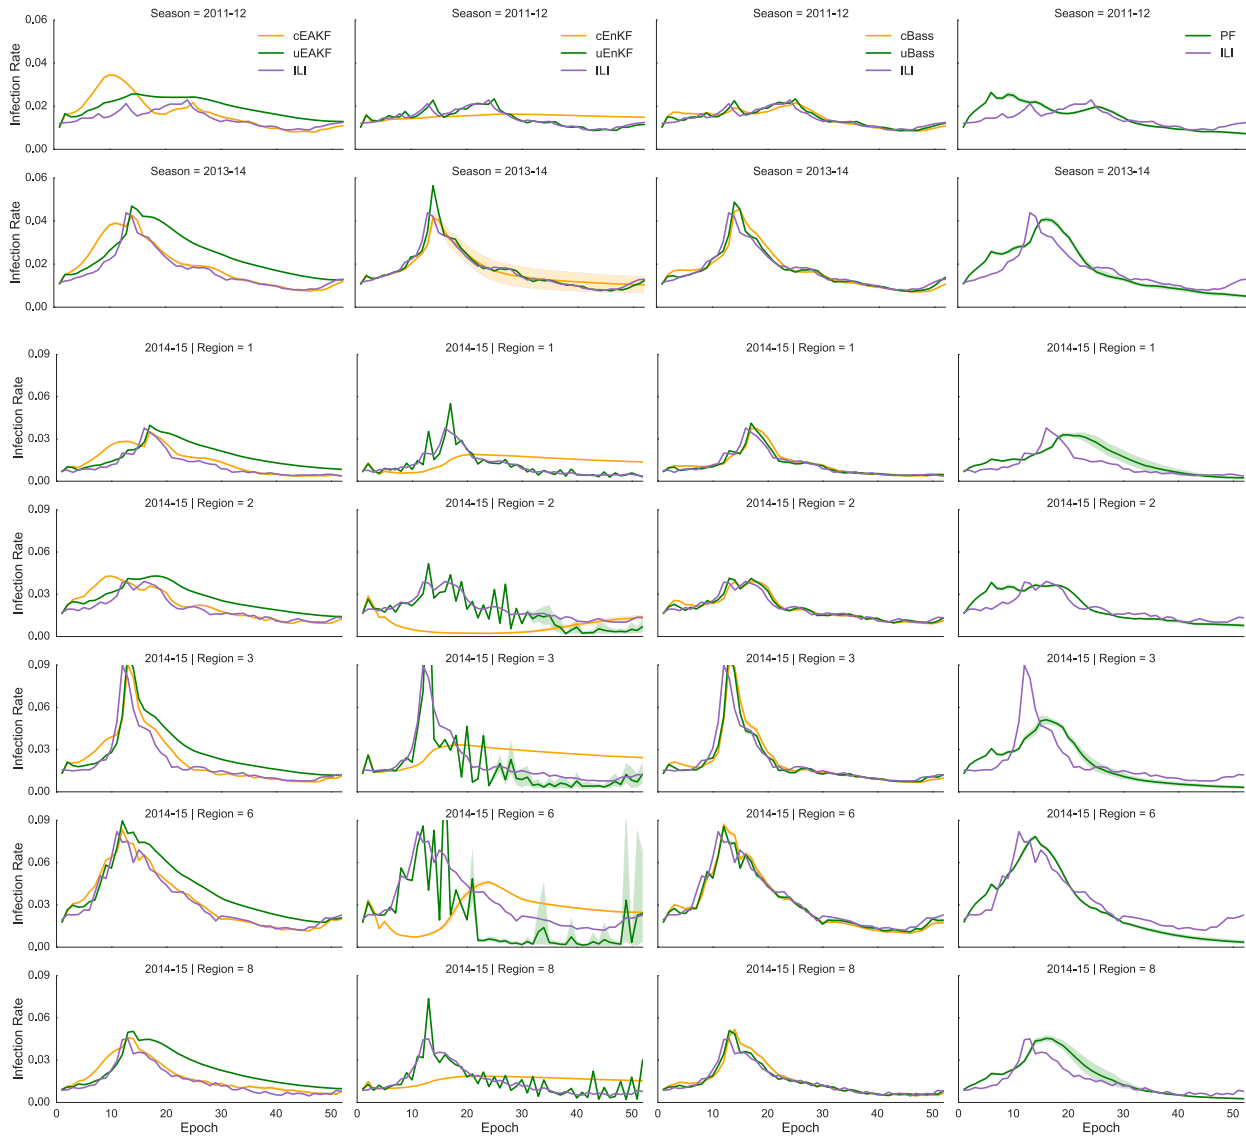 Season = 2011-12 Season = 2011-12 Season = 2011-12 Season = 2011-12
0.06
cEAKF cEnKF cBass PF
uEAKF uEnKF uBass ILI
ILI ILI ILI
0.04
0.02
0.00
Infection Rate
Season = 2013-14 Season = 2013-14 Season = 2013-14 Season = 2013-14
0.06
0.04
0.02
0.00
Infection Rate
2014-15 | Region = 1 2014-15 | Region = 1 2014-15 | Region = 1 2014-15 | Region = 1
0.09
0.06
0.03
0.00
Infection Rate
2014-15 | Region = 2 2014-15 | Region = 2 2014-15 | Region = 2 2014-15 | Region = 2
0.09
0.06
0.03
0.00
Infection Rate
2014-15 | Region = 3 2014-15 | Region = 3 2014-15 | Region = 3 2014-15 | Region = 3
0.09
0.06
0.03
0.00
Infection Rate
2014-15 | Region = 6 2014-15 | Region = 6 2014-15 | Region = 6 2014-15 | Region = 6
0.09
0.06
0.03
0.00
Infection Rate
2014-15 | Region = 8 2014-15 | Region = 8 2014-15 | Region = 8 2014-15 | Region = 8
0.09
0.06
0.03
0.00
Infection Rate
0 10 20 30 40 50 0 10 20 30 40 50 0 10 20 30 40 50 0 10 20 30 40 50
Epoch Epoch Epoch Epoch